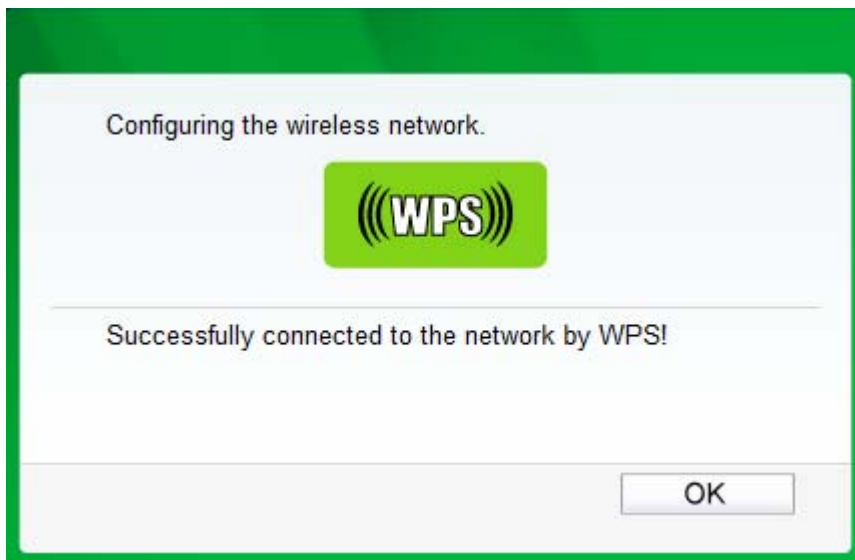 Configuring the wireless network.
WPS
Successfully connected to the network by WPS!
OK